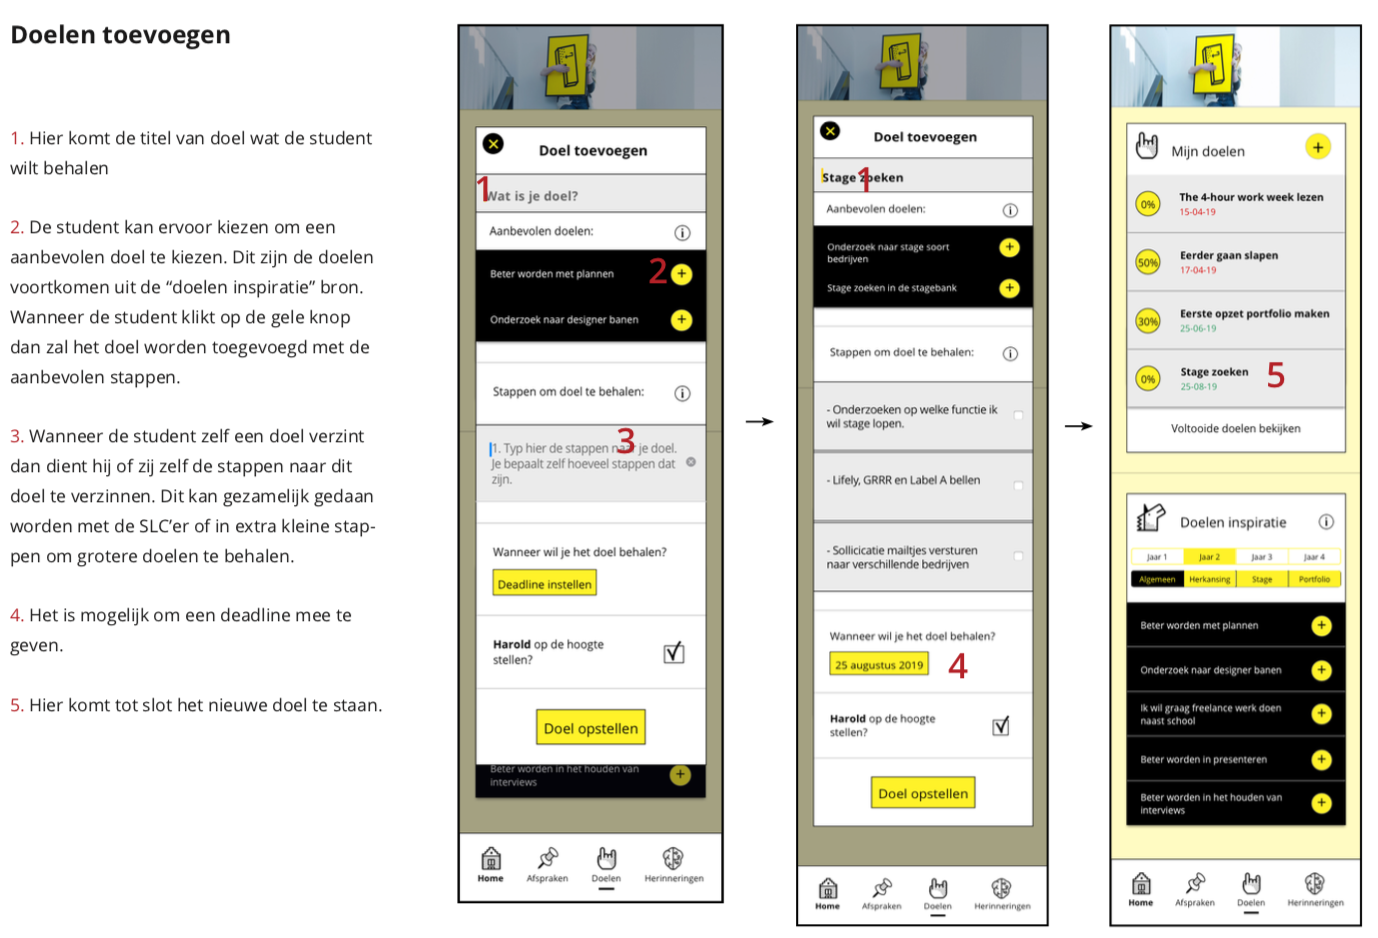 Doelen toevoegen
1. Hier komt de titel van doel wat de student
wilt behalen
2. De student kan ervoor kiezen om een
aanbevolen doel te kiezen. Dit zijn de doelen
voortkomen uit de “doelen inspiratie” bron.
Wanneer de student klikt op de gele knop
dan zal het doel worden toegevoegd met de
aanbevolen stappen.
3. Wanneer de student zelf een doel verzint
dan dient hij of zij zelf de stappen naar dit
doel te verzinnen. Dit kan gezamelijk gedaan
worden met de SLC’er of in extra kleine stap-
pen om grotere doelen te behalen.
4. Het is mogelijk om een deadline mee te
geven.
5. Hier komt tot slot het nieuwe doel te staan.
Doel toevoegen
1
Wat is je doel?
Aanbevolen doelen:
Beter worden met plannen
2
Onderzoek naar designer banen
Stappen om doel te behalen:
3
1. Typ hier de stappen naar je doel.
Je bepaalt zelf hoeveel stappen dat
zijn.
Wanneer wil je het doel behalen?
Deadline instellen
Harold op de hoogte
stellen?
Doel opstellen
Beter worden in het houden van
interviews
Home Afspraken Doelen Herinneringen
Doel toevoegen
1
Stage zoeken
Aanbevolen doelen:
Onderzoek naar stage soort
bedrijven
Stage zoeken in de stagebank
Stappen om doel te behalen:
- Onderzoeken op welke functie ik
wil stage lopen.
- Lifely, GRRR en Label A bellen
- Sollicicatie mailtjes versturen
naar verschillende bedrijven
Wanneer wil je het doel behalen?
25 augustus 2019
4
Harold op de hoogte
stellen?
Doel opstellen
Home Afspraken Doelen Herinneringen
Mijn doelen
0%
The 4-hour work week lezen
15-04-19
50%
Eerder gaan slapen
17-04-19
30%
Eerste opzet portfolio maken
25-06-19
0%
Stage zoeken
25-08-19
5
Voltooide doelen bekijken
Doelen inspiratie
Jaar 1 Jaar 2 Jaar 3 Jaar 4
Algemeen Herkansing Stage Portfolio
Beter worden met plannen
Onderzoek naar designer banen
Ik wil graag freelance werk doen
naast school
Beter worden in presenteren
Beter worden in het houden van
interviews
Home Afspraken Doelen Herinneringen